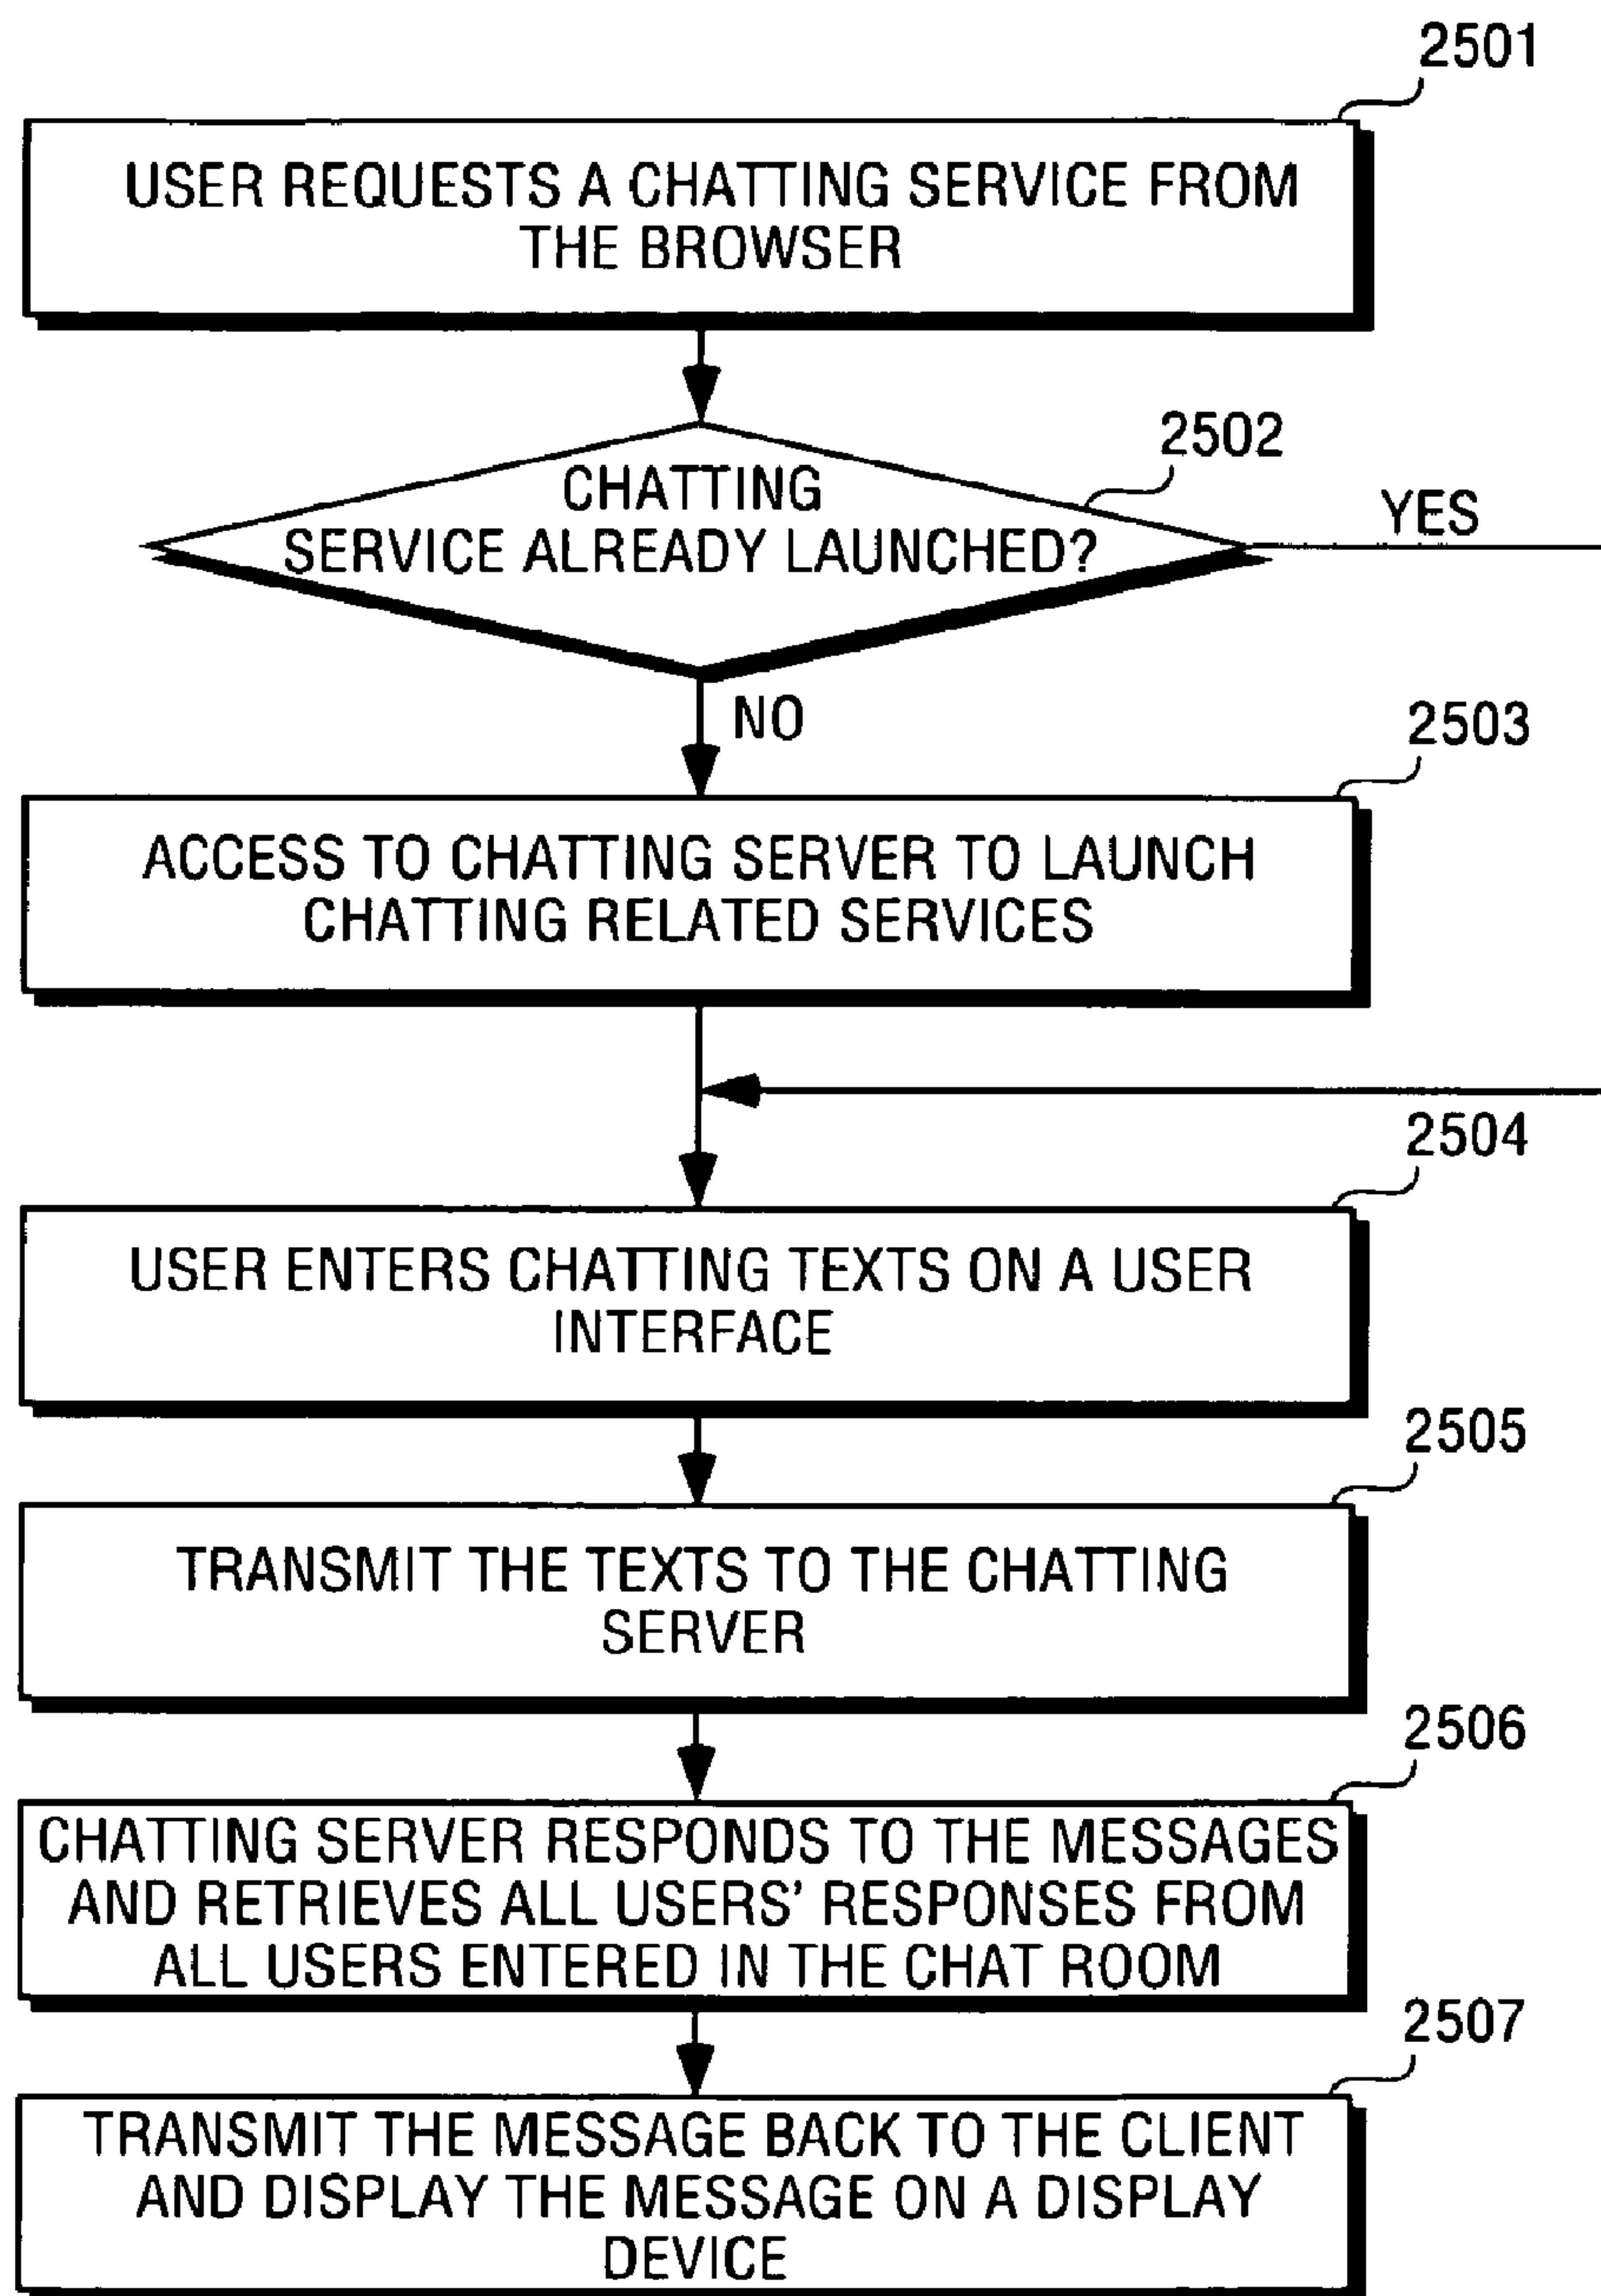 2501
USER REQUESTS A CHATTING SERVICE FROM
THE BROWSER
2502
CHATTING
SERVICE ALREADY LAUNCHED?
YES
NO
2503
ACCESS TO CHATTING SERVER TO LAUNCH
CHATTING RELATED SERVICES
2504
USER ENTERS CHATTING TEXTS ON A USER
INTERFACE
2505
TRANSMIT THE TEXTS TO THE CHATTING
SERVER
2506
CHATTING SERVER RESPONDS TO THE MESSAGES
AND RETRIEVES ALL USERS' RESPONSES FROM
ALL USERS ENTERED IN THE CHAT ROOM
2507
TRANSMIT THE MESSAGE BACK TO THE CLIENT
AND DISPLAY THE MESSAGE ON A DISPLAY
DEVICE